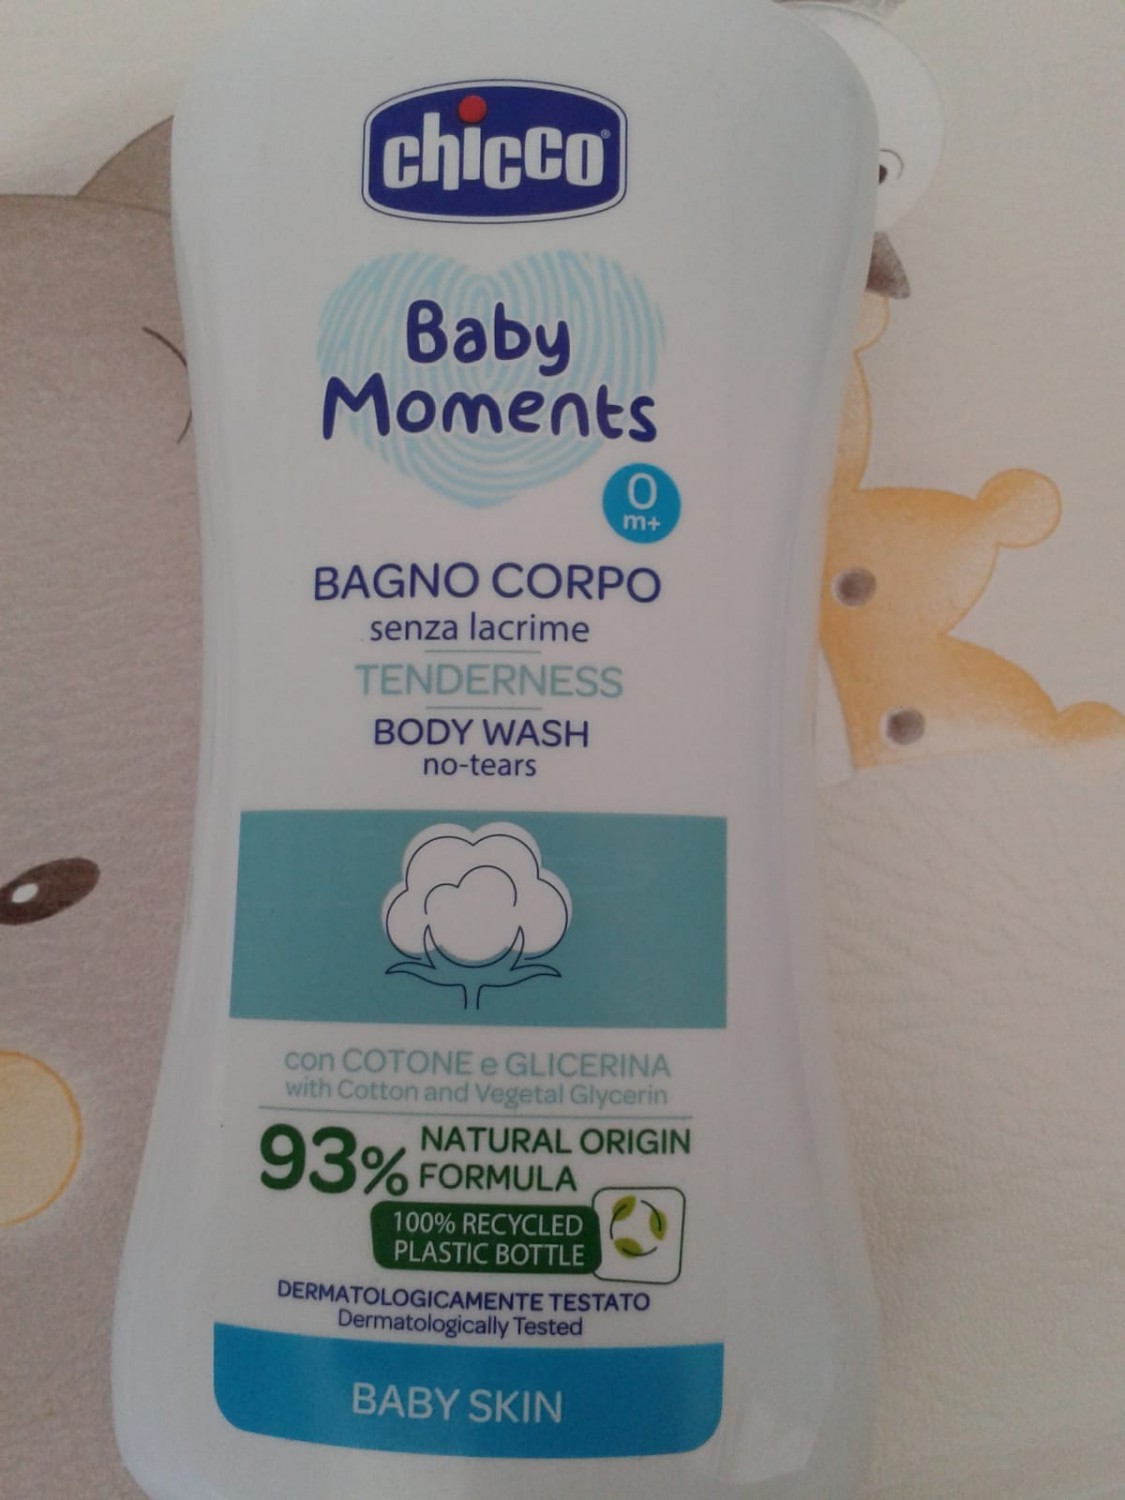 chicco®
Baby
Moments
0
m+
BAGNO CORPO
senza lacrime
TENDERNESS
BODY WASH
no-tears
con COTONE e GLICERINA
with Cotton and Vegetal Glycerin
93% NATURAL ORIGIN
FORMULA
100% RECYCLED
PLASTIC BOTTLE
DERMATOLOGICAMENTE TESTATO
Dermatologically Tested
BABY SKIN